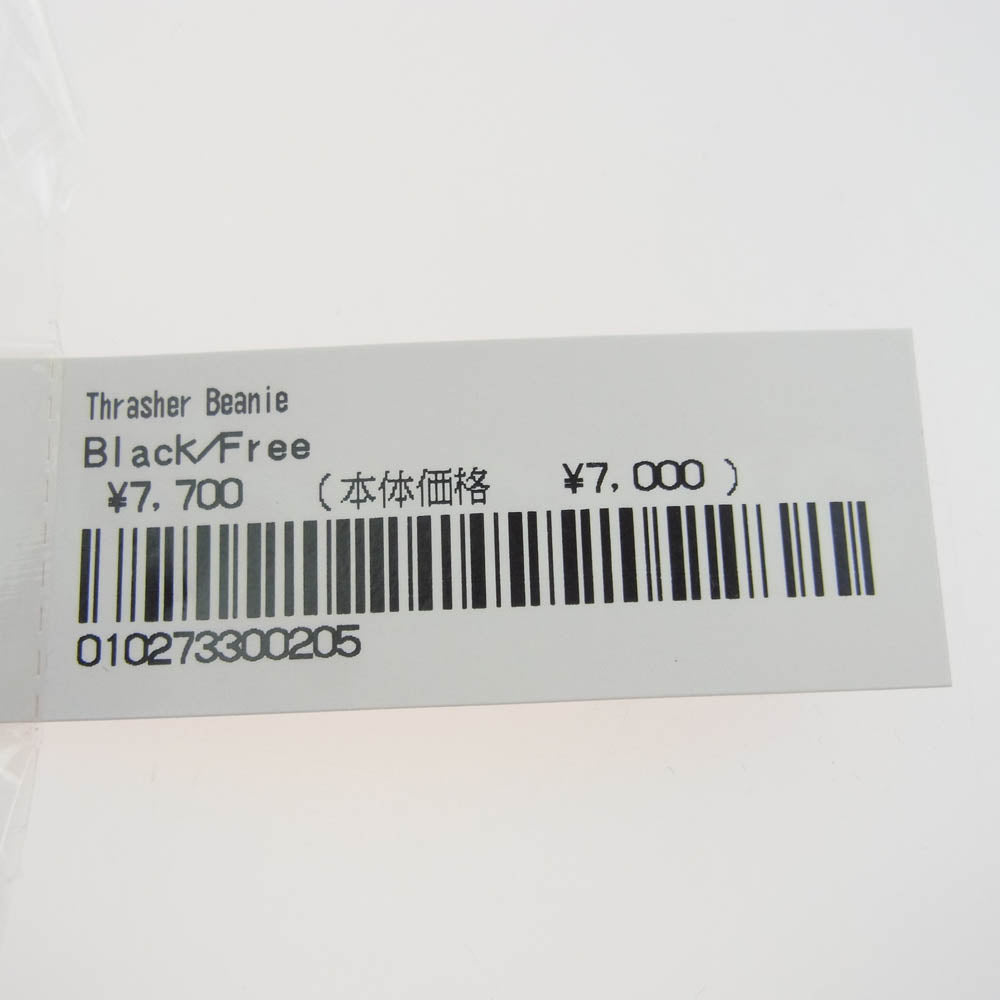 Thrasher Beanie
Black/Free
¥7,700 (本体価格 ¥7,000)
010273300205